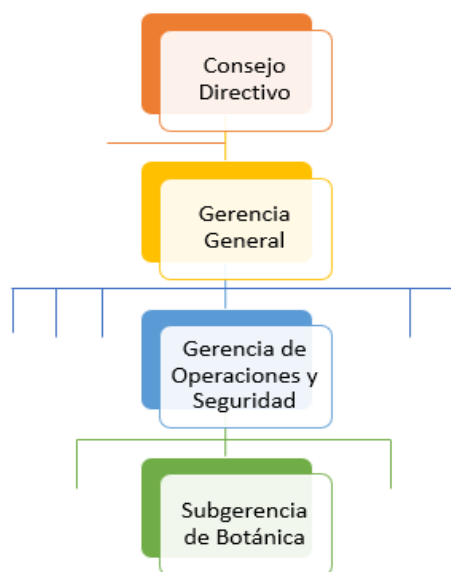 Consejo
Directivo
Gerencia
General
Gerencia de
Operaciones y
Seguridad
Subgerencia
de Botánica